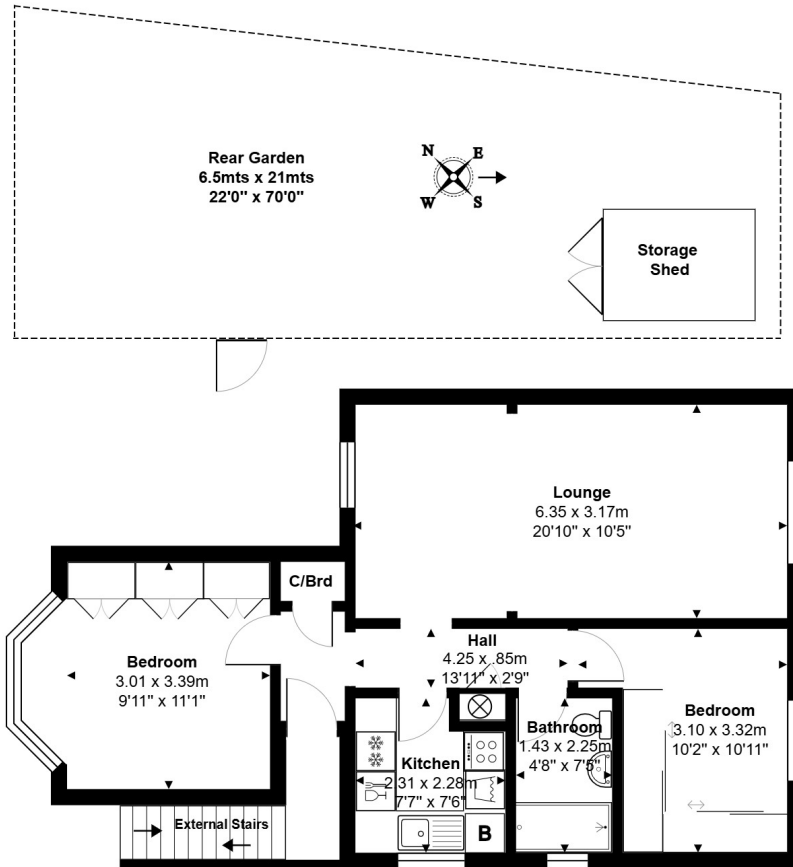 Rear Garden
6.5mts x 21mts
22'0" x 70'0"
N
E
W
S
Storage
Shed
Lounge
6.35 x 3.17m
20'10" x 10'5"
C/Brd
Hall
4.25 x .85m
13'11" x 2'9"
Bedroom
3.01 x 3.39m
9'11" x 11'1"
Bedroom
3.10 x 3.32m
10'2" x 10'11"
Bathroom
1.43 x 2.25m
4'8" x 7'5"
Kitchen
2.31 x 2.28m
7'7" x 7'6"
External Stairs
B